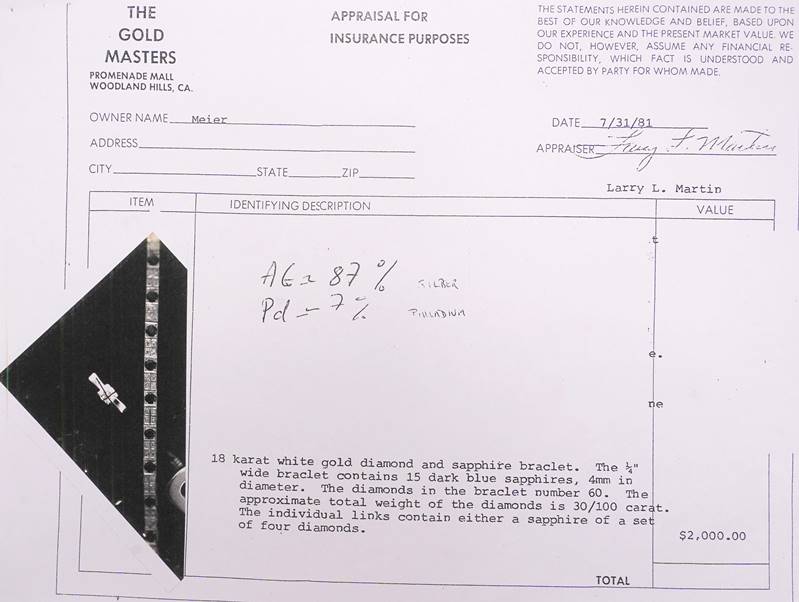 THE
GOLD
MASTERS
PROMENADE MALL
WOODLAND HILLS, CA.
APPRAISAL FOR
INSURANCE PURPOSES
THE STATEMENTS HEREIN CONTAINED ARE MADE TO THE
BEST OF OUR KNOWLEDGE AND BELIEF, BASED UPON
OUR EXPERIENCE AND THE PRESENT MARKET VALUE. WE
DO NOT, HOWEVER, ASSUME ANY FINANCIAL RE-
SPONSIBILITY, WHICH FACT IS UNDERSTOOD AND
ACCEPTED BY PARTY FOR WHOM MADE.
OWNER NAME Meier
DATE 7/31/81
ADDRESS
APPRAISER
CITY STATE ZIP
Larry L. Martin
ITEM IDENTIFYING DESCRIPTION VALUE
t
AG = 87 % SILBER
Pd = 7 %
e.
ne
18 karat white gold diamond and sapphire braclet. The ¼"
wide braclet contains 15 dark blue sapphires, 4mm in
diameter. The diamonds in the braclet number 60. The
approximate total weight of the diamonds is 30/100 carat.
The individual links contain either a sapphire of a set
of four diamonds.
$2,000.00
TOTAL